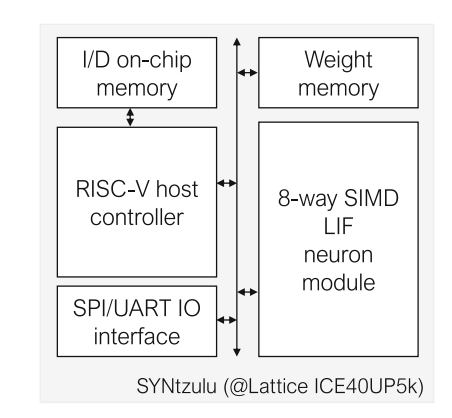 I/D on-chip
memory
Weight
memory
RISC-V host
controller
8-way SIMD
LIF
neuron
module
SPI/UART IO
interface
SYNtzulu (@Lattice ICE40UP5k)